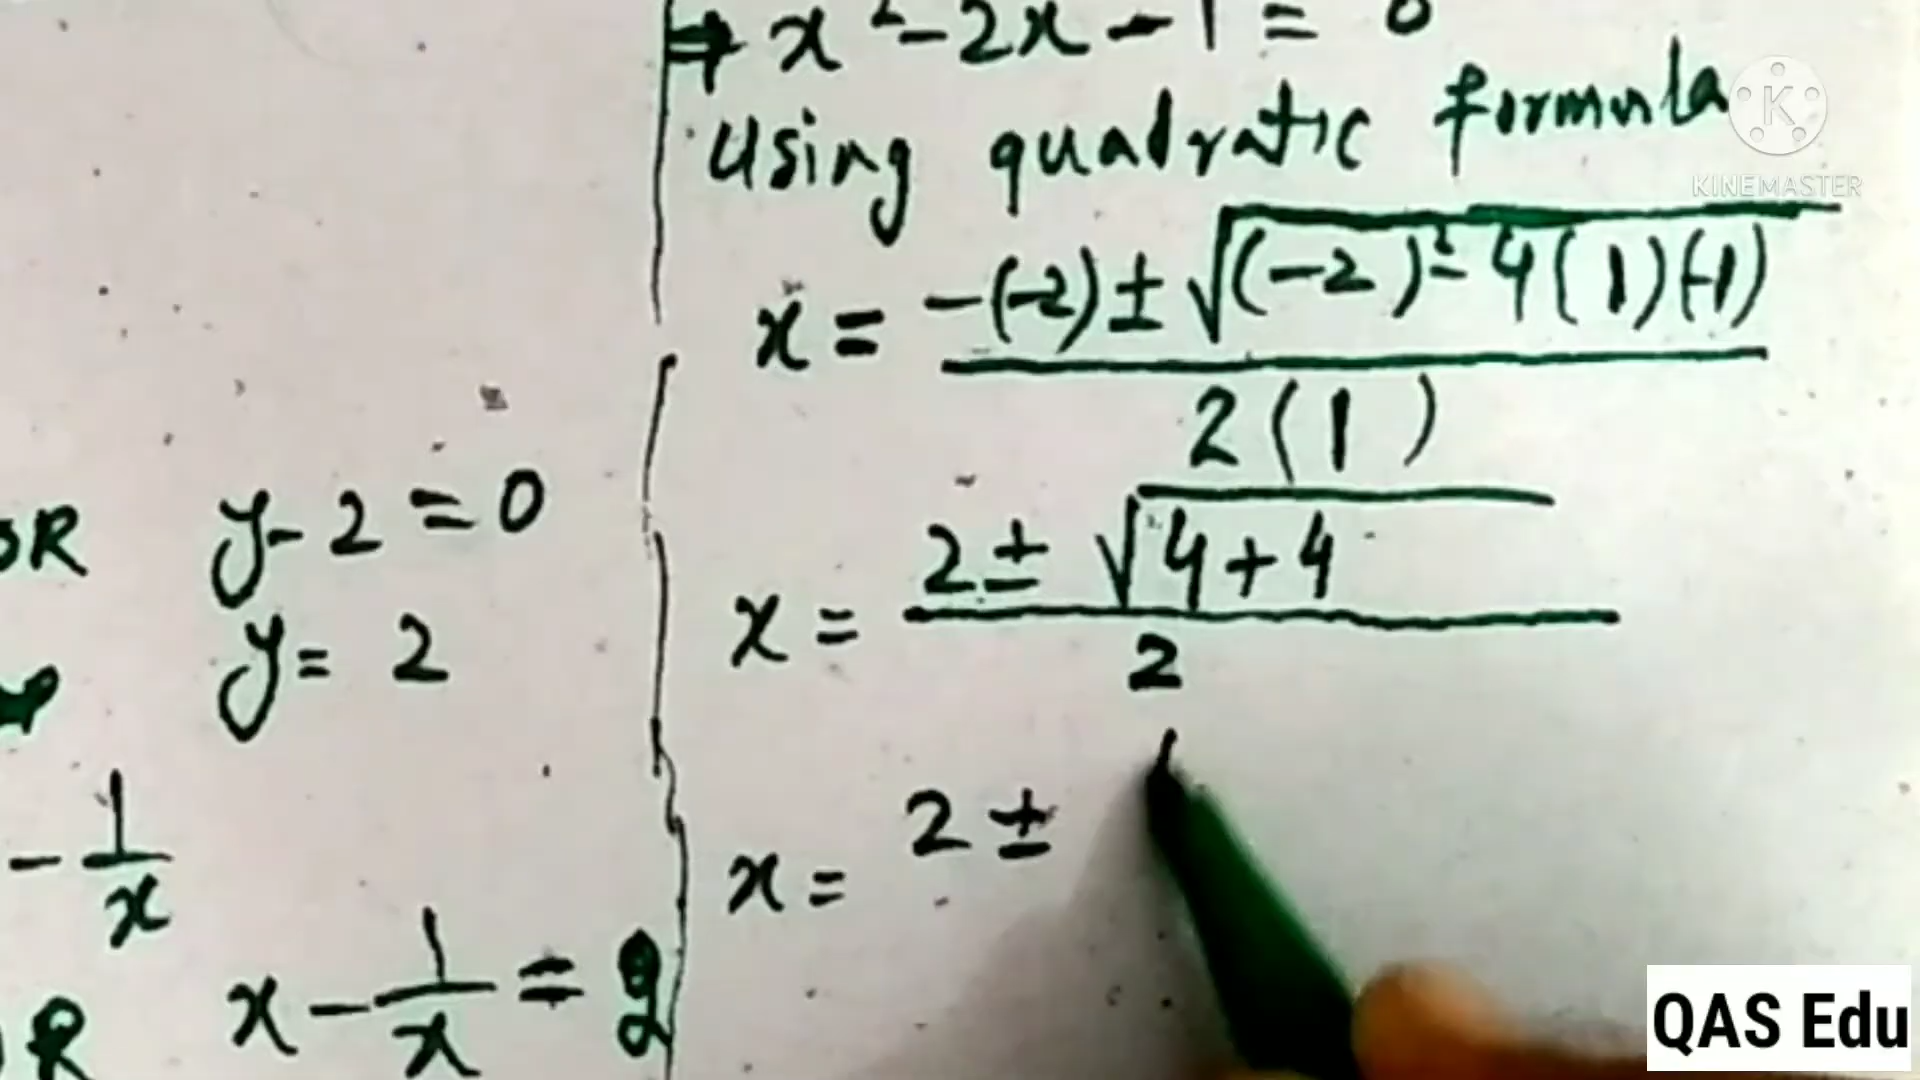 ⇒ x² - 2x - 1 = 0
Using quadratic formula
K
KINEMASTER
x = -(-2) ± √(-2)² - 4(1)(-1)
2(1)
x = 2 ± √4 + 4
2
x = 2 ±
OR y - 2 = 0
y = 2
- 1/x
x - 1/x = 2
QAS Edu